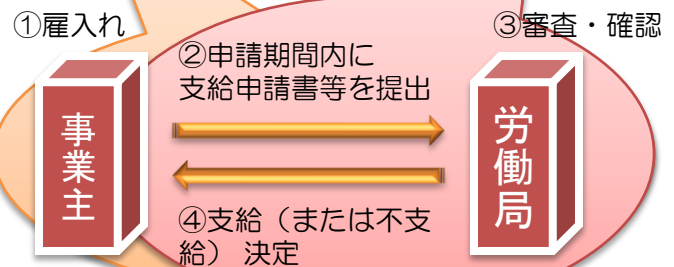 ①雇入れ
③審査・確認
②申請期間内に
支給申請書等を提出
事業主
労働局
④支給（または不支
給） 決定